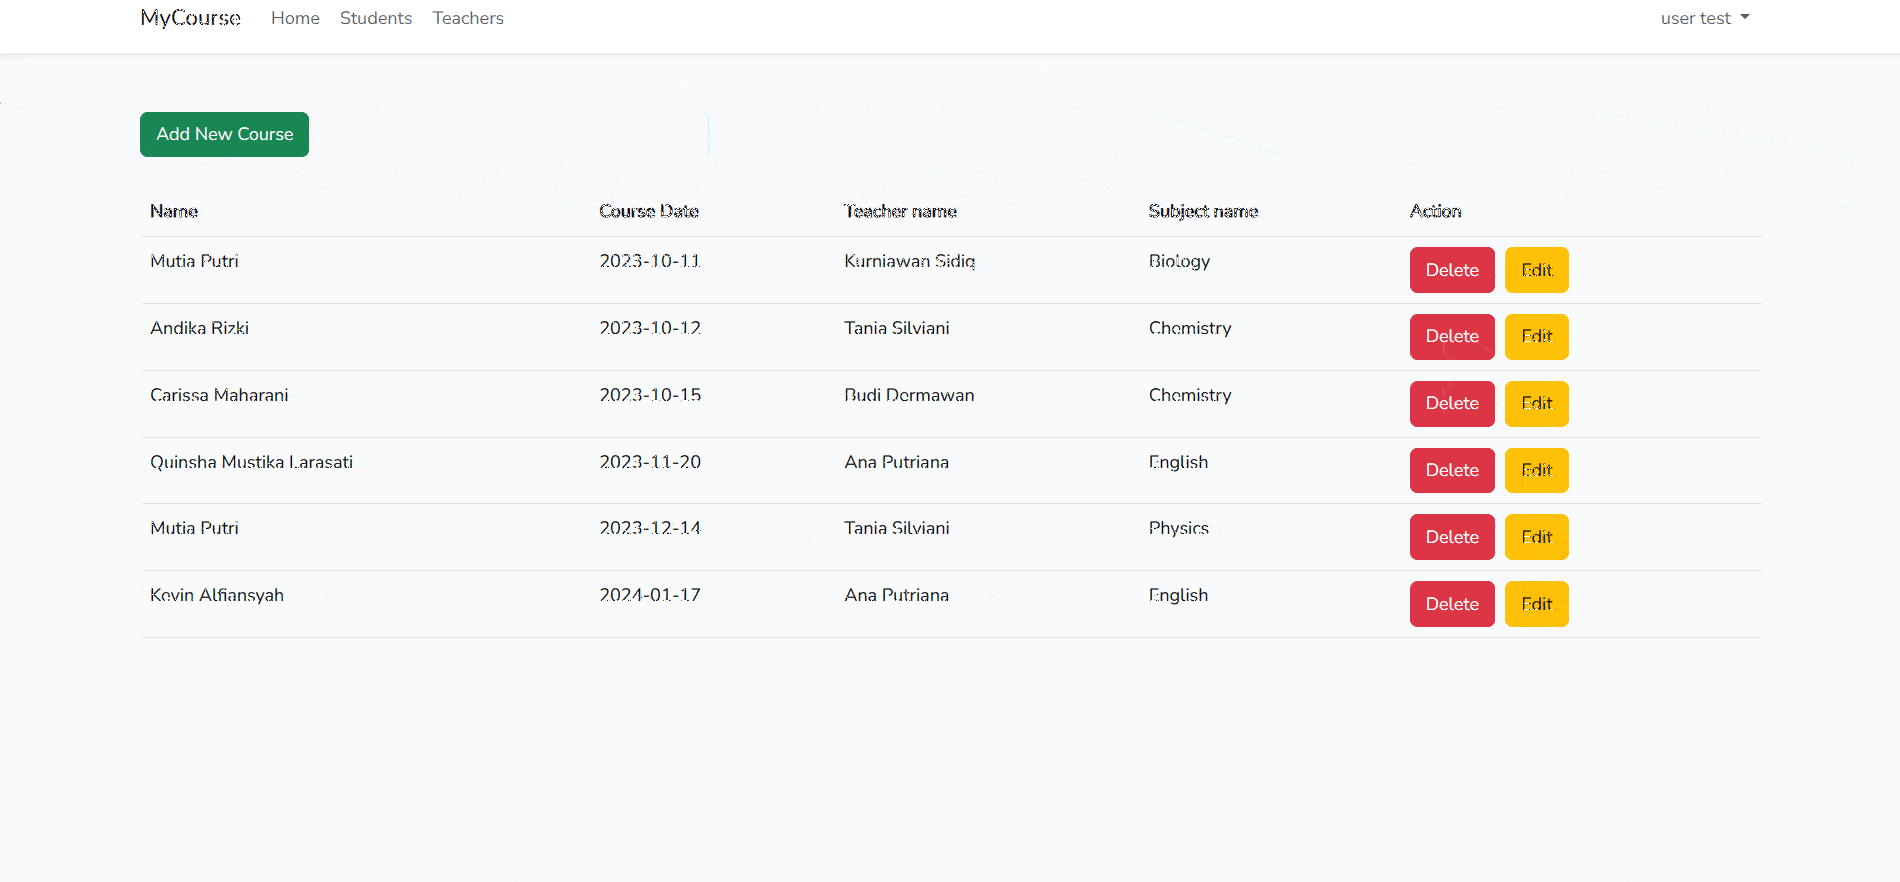 MyCourse Home Students Teachers user test
Add New Course
Name Course Date Teacher name Subject name Action
Mutia Putri 2023-10-11 Kurniawan Sidiq Biology Delete Edit
Andika Rizki 2023-10-12 Tania Silviani Chemistry Delete Edit
Carissa Maharani 2023-10-15 Budi Dermawan Chemistry Delete Edit
Quinsha Mustika Larasati 2023-11-20 Ana Putriana English Delete Edit
Mutia Putri 2023-12-14 Tania Silviani Physics Delete Edit
Kevin Alfiansyah 2024-01-17 Ana Putriana English Delete Edit